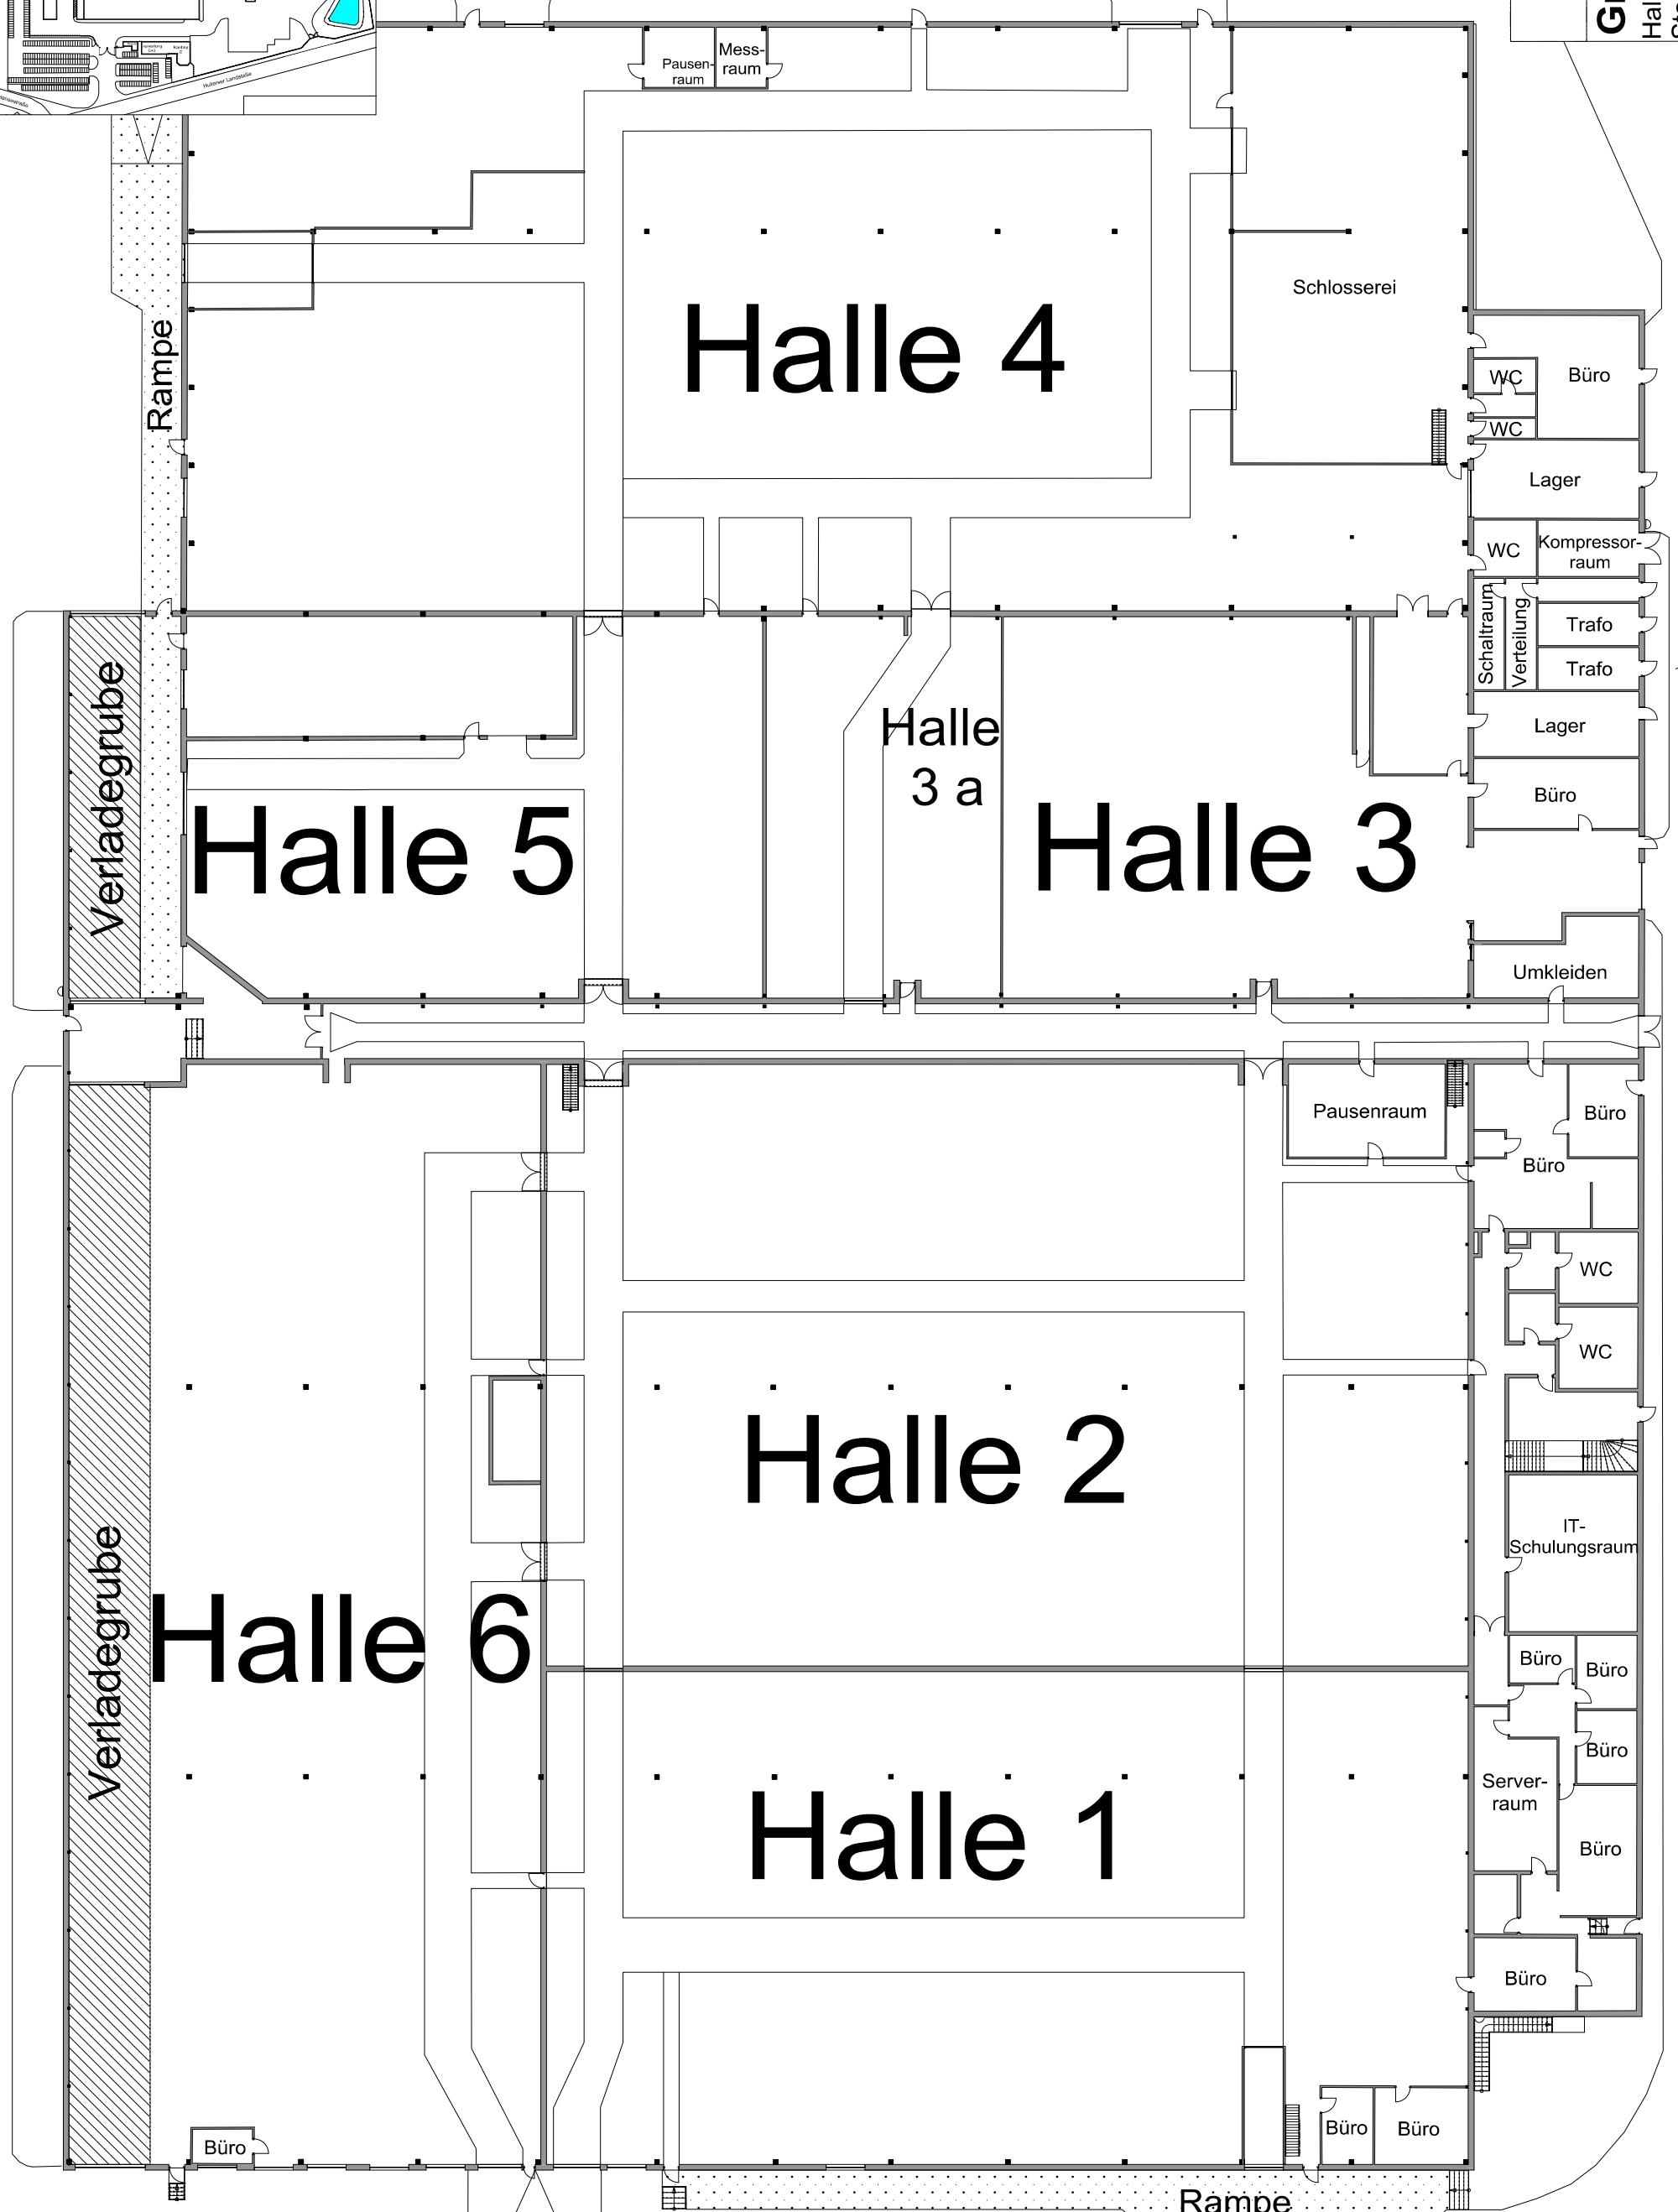 Pausen-
raum
Mess-
raum
Halle 4
Schlosserei
Rampe
WC
Büro
WC
Lager
WC
Kompressor-
raum
Schaltraum
Verteilung
Trafo
Trafo
Lager
Büro
Verladegrube
Halle 5
Halle
3 a
Halle 3
Umkleiden
Pausenraum
Büro
Büro
WC
WC
Halle 2
IT-
Schulungsraum
Verladegrube
Halle 6
Büro
Büro
Büro
Server-
raum
Halle 1
Büro
Büro
Büro
Büro
Büro
Rampe